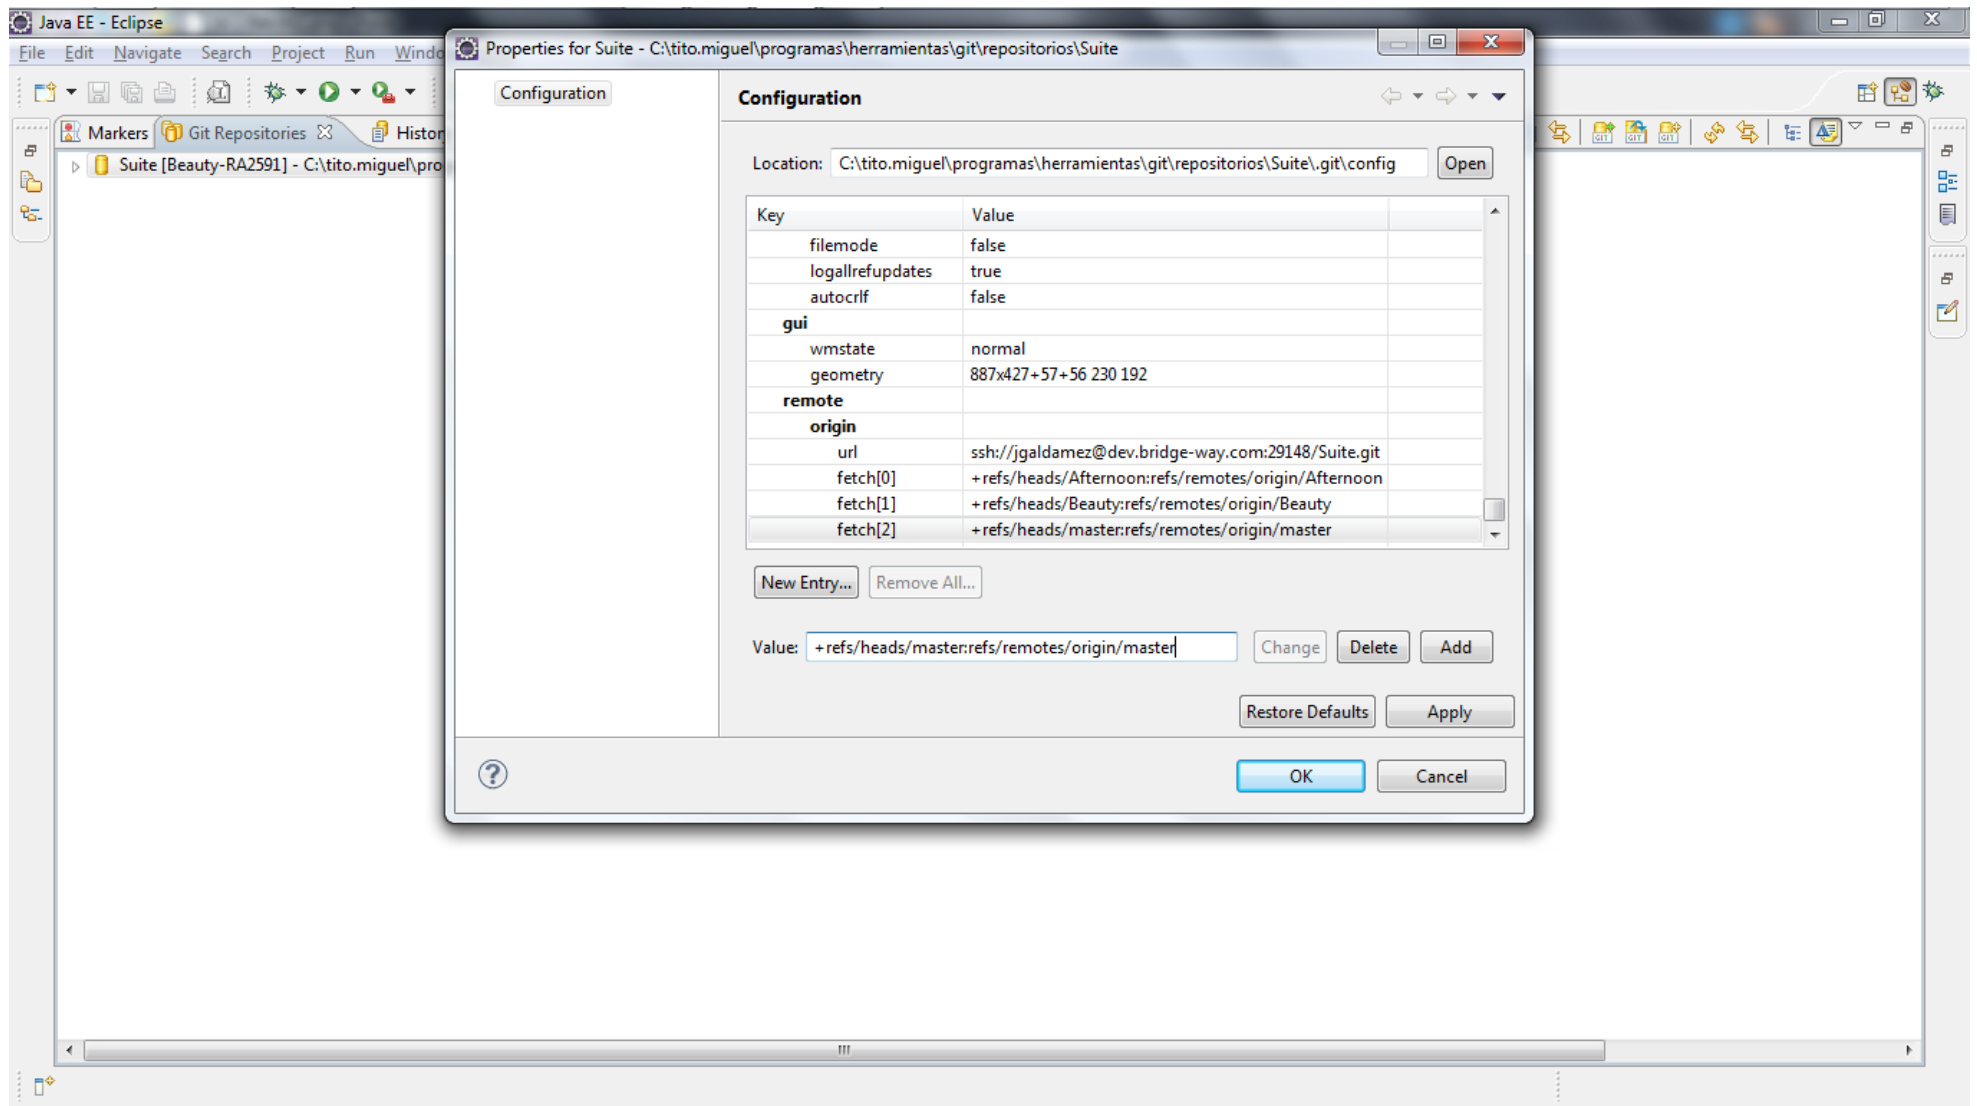 Java EE - Eclipse
File Edit Navigate Search Project Run Windo
Properties for Suite - C:\tito.miguel\programas\herramientas\git\repositorios\Suite
Markers Git Repositories Histor
Suite [Beauty-RA2591] - C:\tito.miguel\pro
Configuration
Configuration
Location: C:\tito.miguel\programas\herramientas\git\repositorios\Suite\.git\config Open
Key Value
filemode false
logallrefupdates true
autocrlf false
gui
wmstate normal
geometry 887x427+57+56 230 192
remote
origin
url ssh://jgaldamez@dev.bridge-way.com:29148/Suite.git
fetch[0] +refs/heads/Afternoon:refs/remotes/origin/Afternoon
fetch[1] +refs/heads/Beauty:refs/remotes/origin/Beauty
fetch[2] +refs/heads/master:refs/remotes/origin/master
New Entry... Remove All...
Value: +refs/heads/master:refs/remotes/origin/master Change Delete Add
Restore Defaults Apply
OK Cancel
GIT GIT GIT